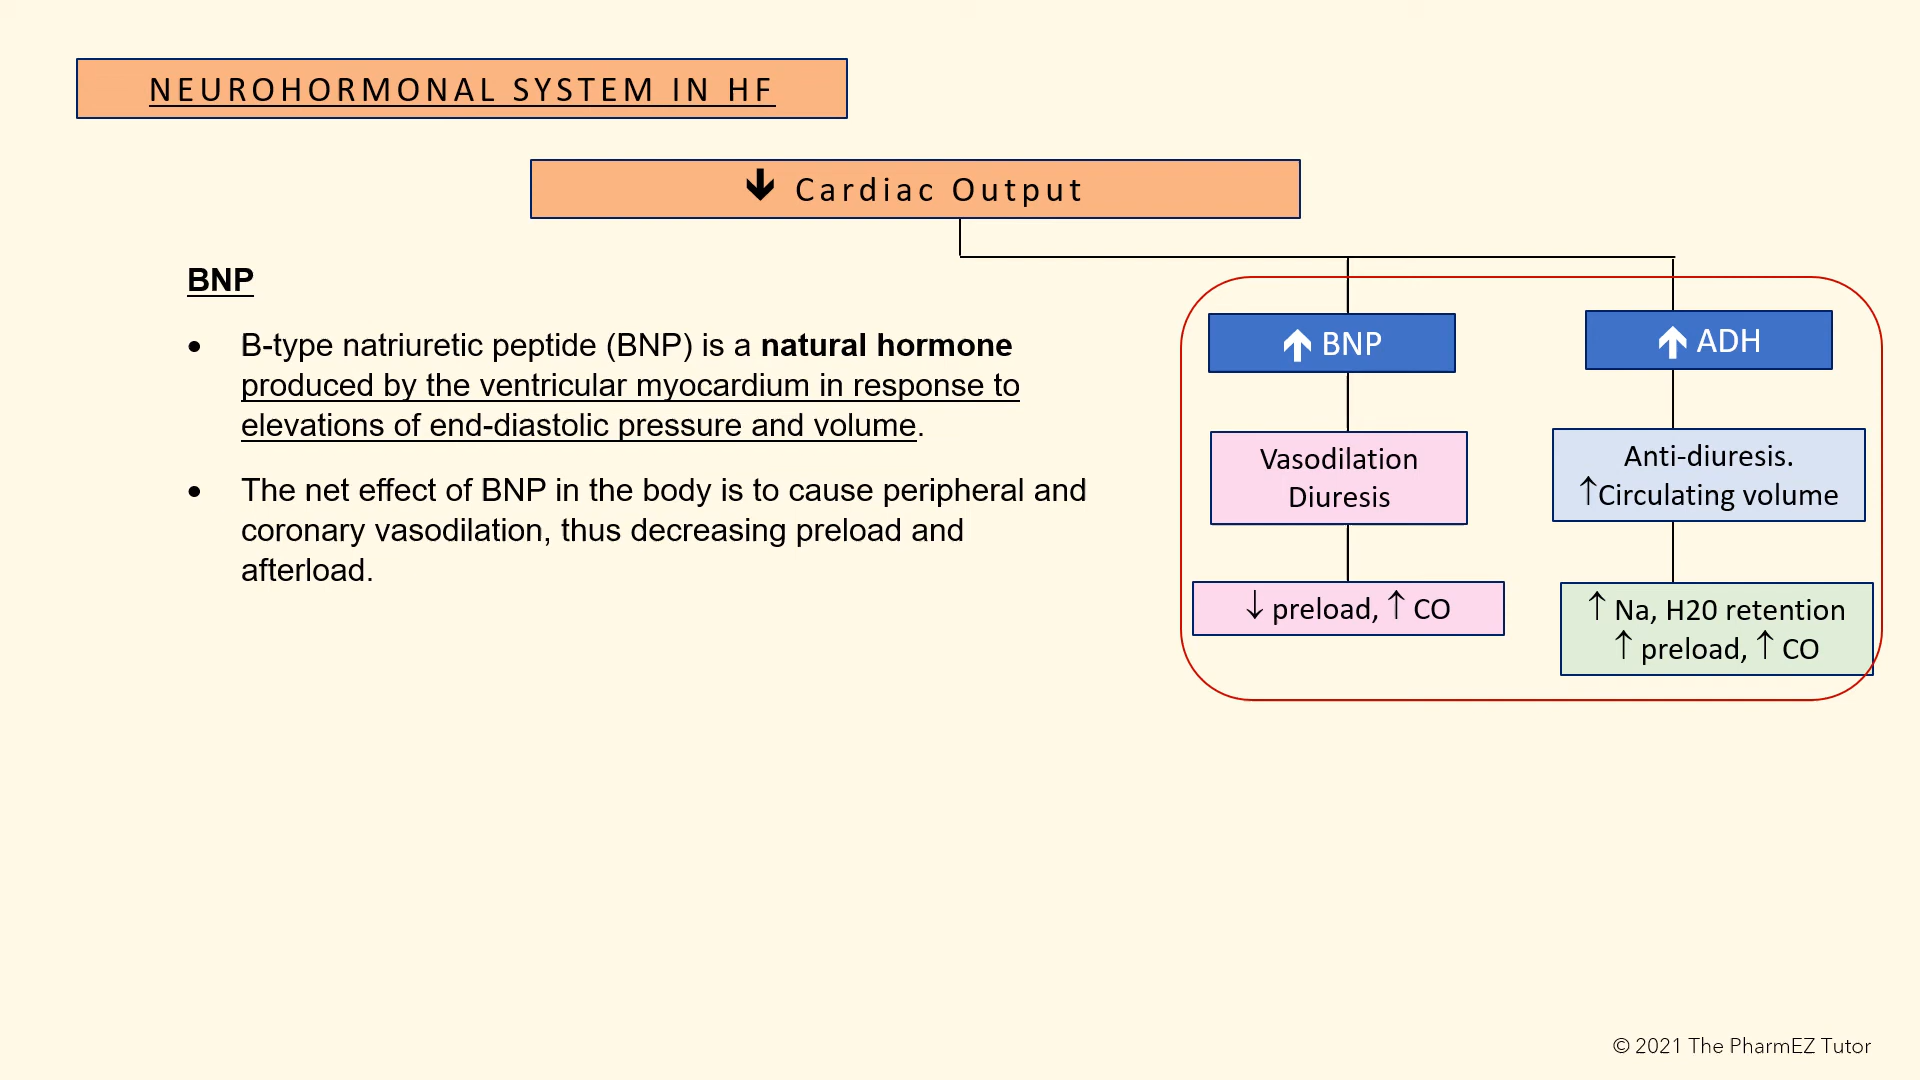 NEUROHORMONAL SYSTEM IN HF
🡻 Cardiac Output
BNP
• B-type natriuretic peptide (BNP) is a natural hormone
produced by the ventricular myocardium in response to
elevations of end-diastolic pressure and volume.
• The net effect of BNP in the body is to cause peripheral and
coronary vasodilation, thus decreasing preload and
afterload.
🡹 BNP
Vasodilation
Diuresis
↓ preload, ↑ CO
🡹 ADH
Anti-diuresis.
↑Circulating volume
↑ Na, H20 retention
↑ preload, ↑ CO
© 2021 The PharmEZ Tutor